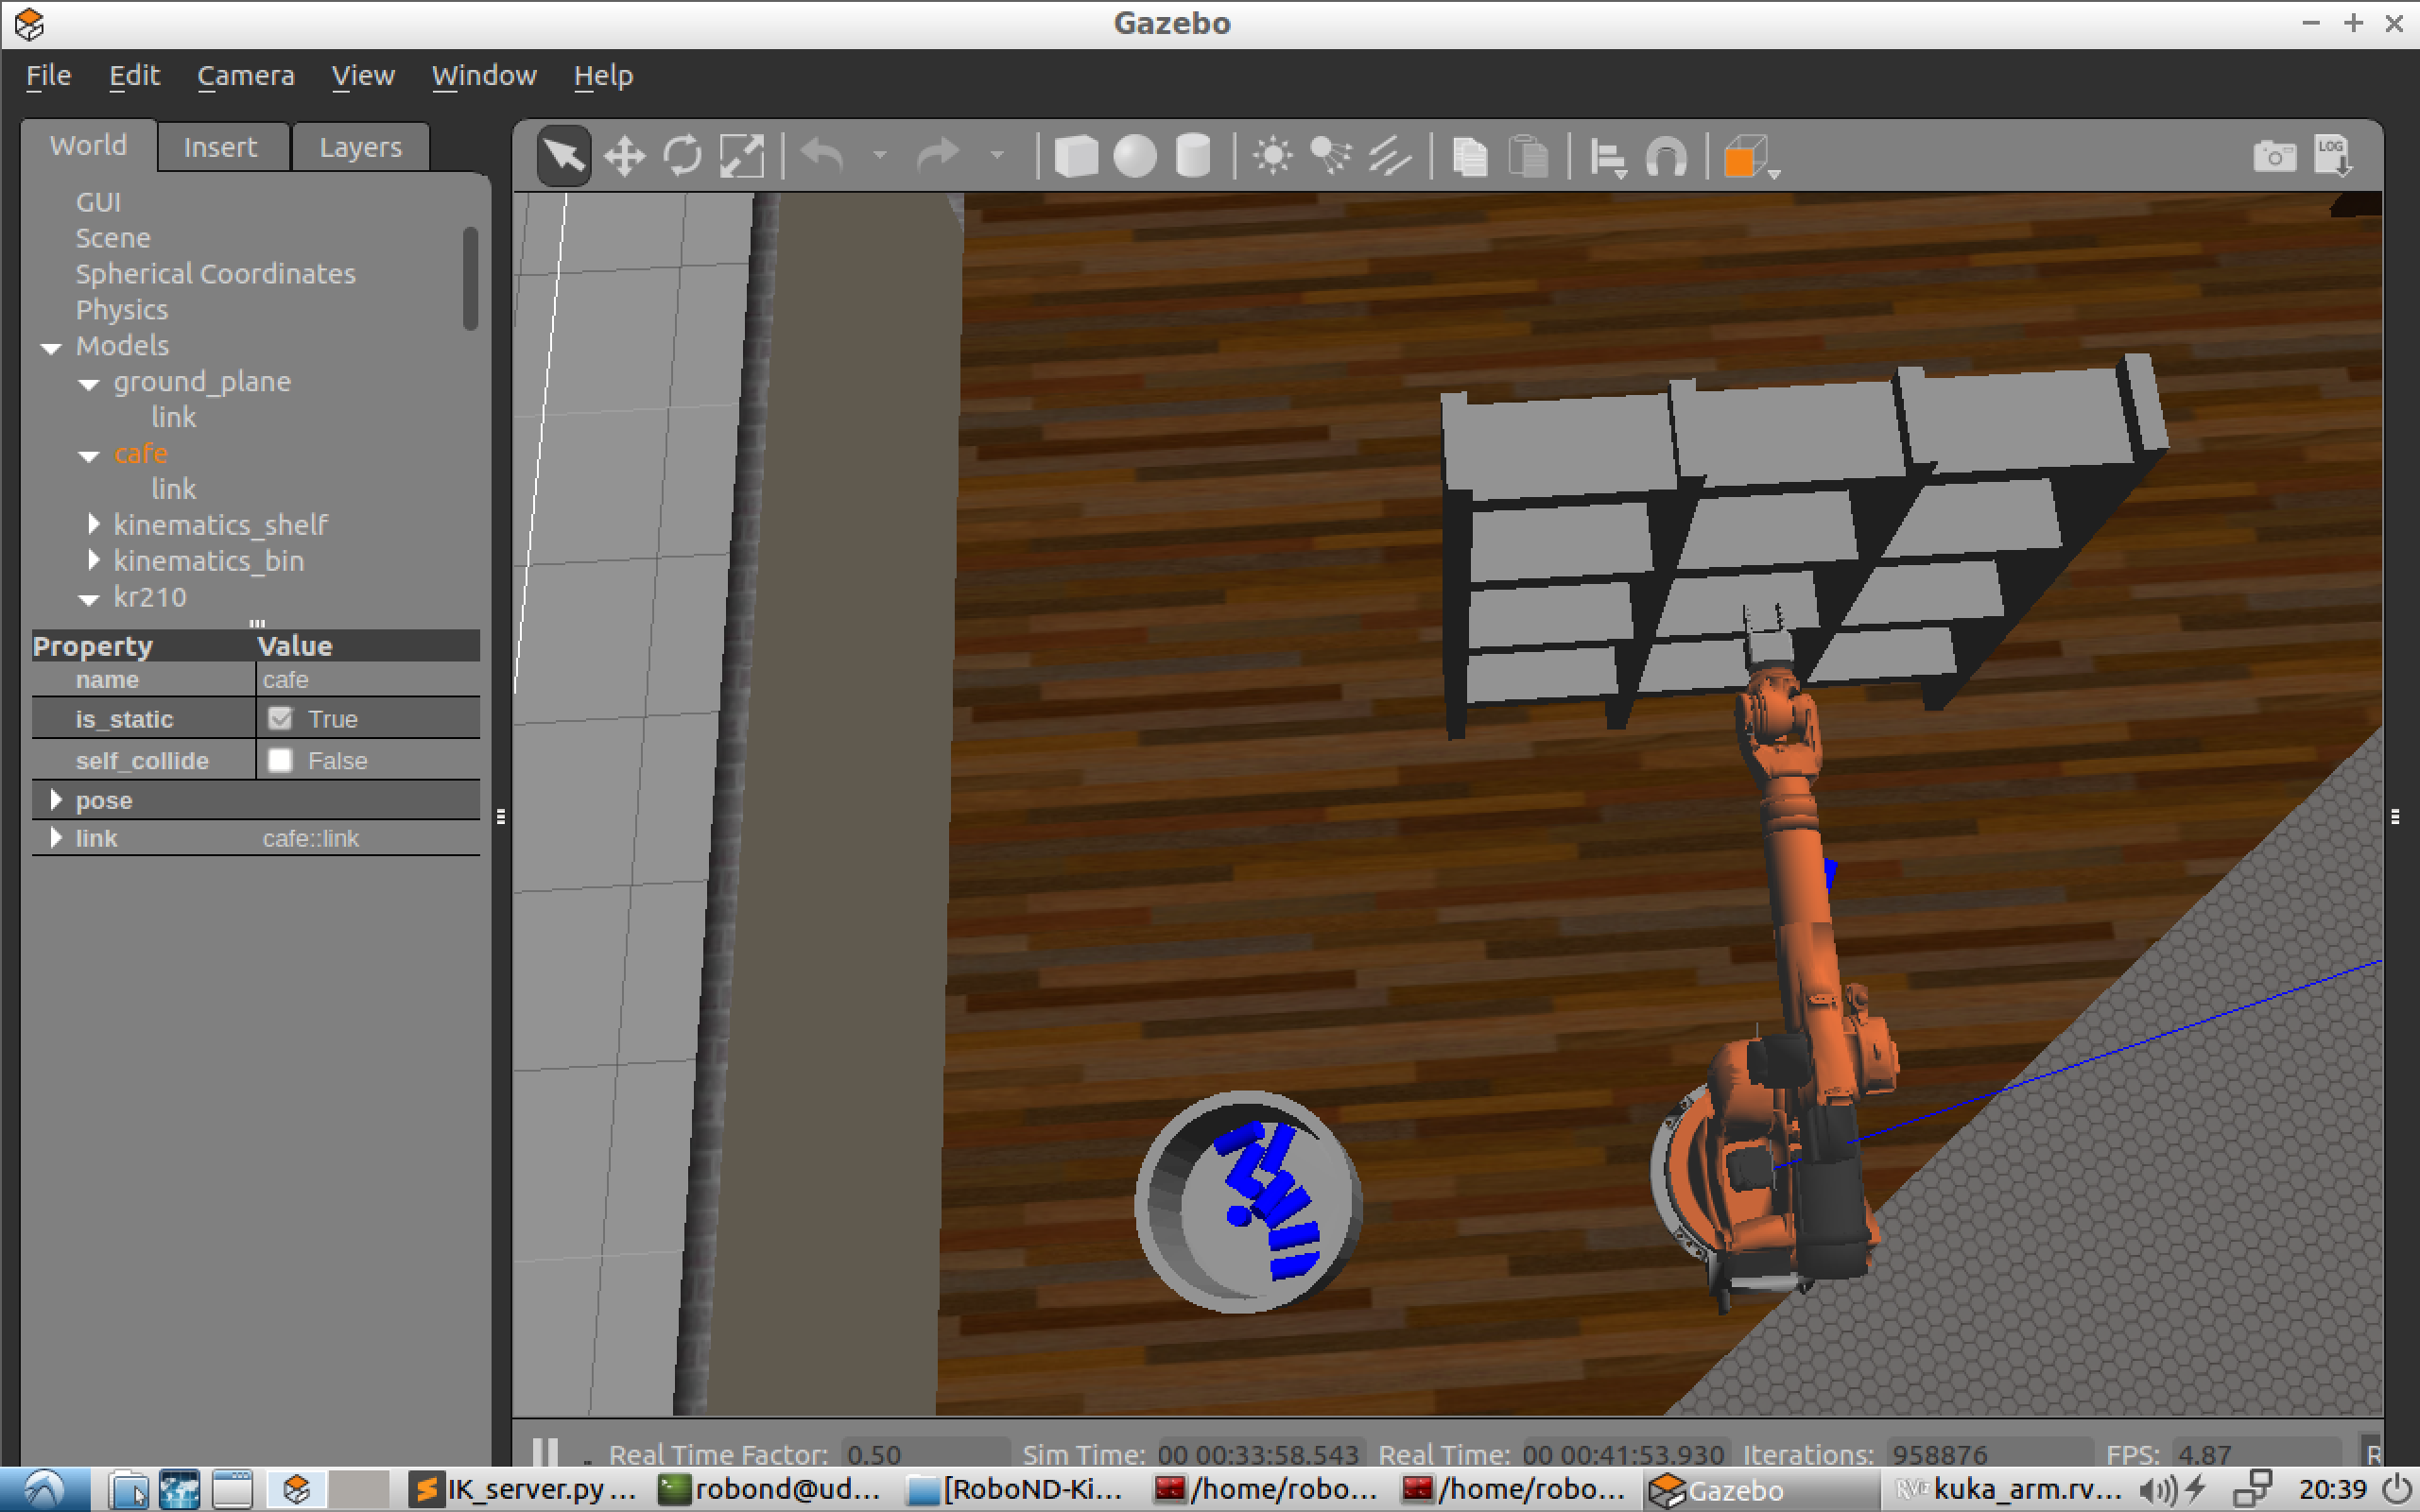 Gazebo
File Edit Camera View Window Help
World Insert Layers
LOG
GUI
Scene
Spherical Coordinates
Physics
Models
ground_plane
link
cafe
link
kinematics_shelf
kinematics_bin
kr210
Property Value
name cafe
is_static True
self_collide False
pose
link cafe::link
Real Time Factor: 0.50 Sim Time: 00 00:33:58.543 Real Time: 00 00:41:53.930 Iterations: 958876 FPS: 4.87 R
IK_server.py ... robond@ud... [RoboND-Ki... /home/robo... /home/robo... Gazebo RViz kuka_arm.rv... 20:39